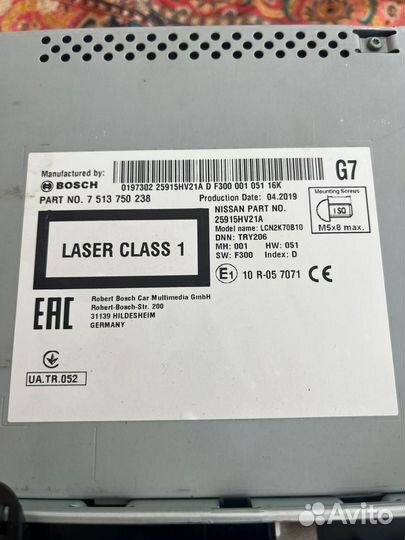 Manufactured by:
BOSCH
0197302 25915HV21A D F300 001 051 16K
G7
PART NO. 7 513 750 238
Production Date: 04.2019
NISSAN PART NO.
25915HV21A
Model name: LCN2K70B10
DNN: TRY206
MH: 001 HW: 051
SW: F300 Index: D
Mounting Screws
ISO
M5x8 max.
LASER CLASS 1
E1 10 R-05 7071 CE
EAC
Robert Bosch Car Multimedia GmbH
Robert-Bosch-Str. 200
31139 HILDESHEIM
GERMANY
UA.TR.052
Avito